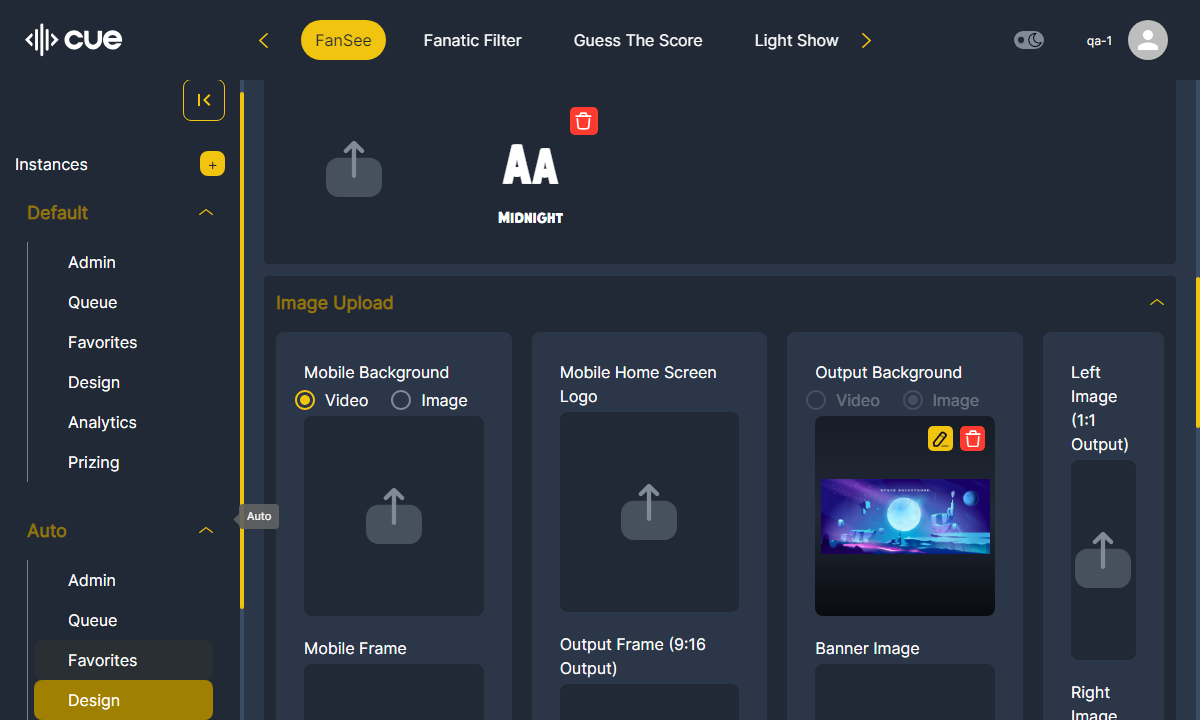 cue
FanSee
Fanatic Filter
Guess The Score
Light Show
qa-1
Instances
+
Default
Admin
Queue
Favorites
Design
Analytics
Prizing
Auto
Auto
Admin
Queue
Favorites
Design
AA
MIDNIGHT
Image Upload
Mobile Background
Video
Image
Mobile Home Screen
Logo
Output Background
Video
Image
Left
Image
(1:1
Output)
Mobile Frame
Output Frame (9:16
Output)
Banner Image
Right
Image